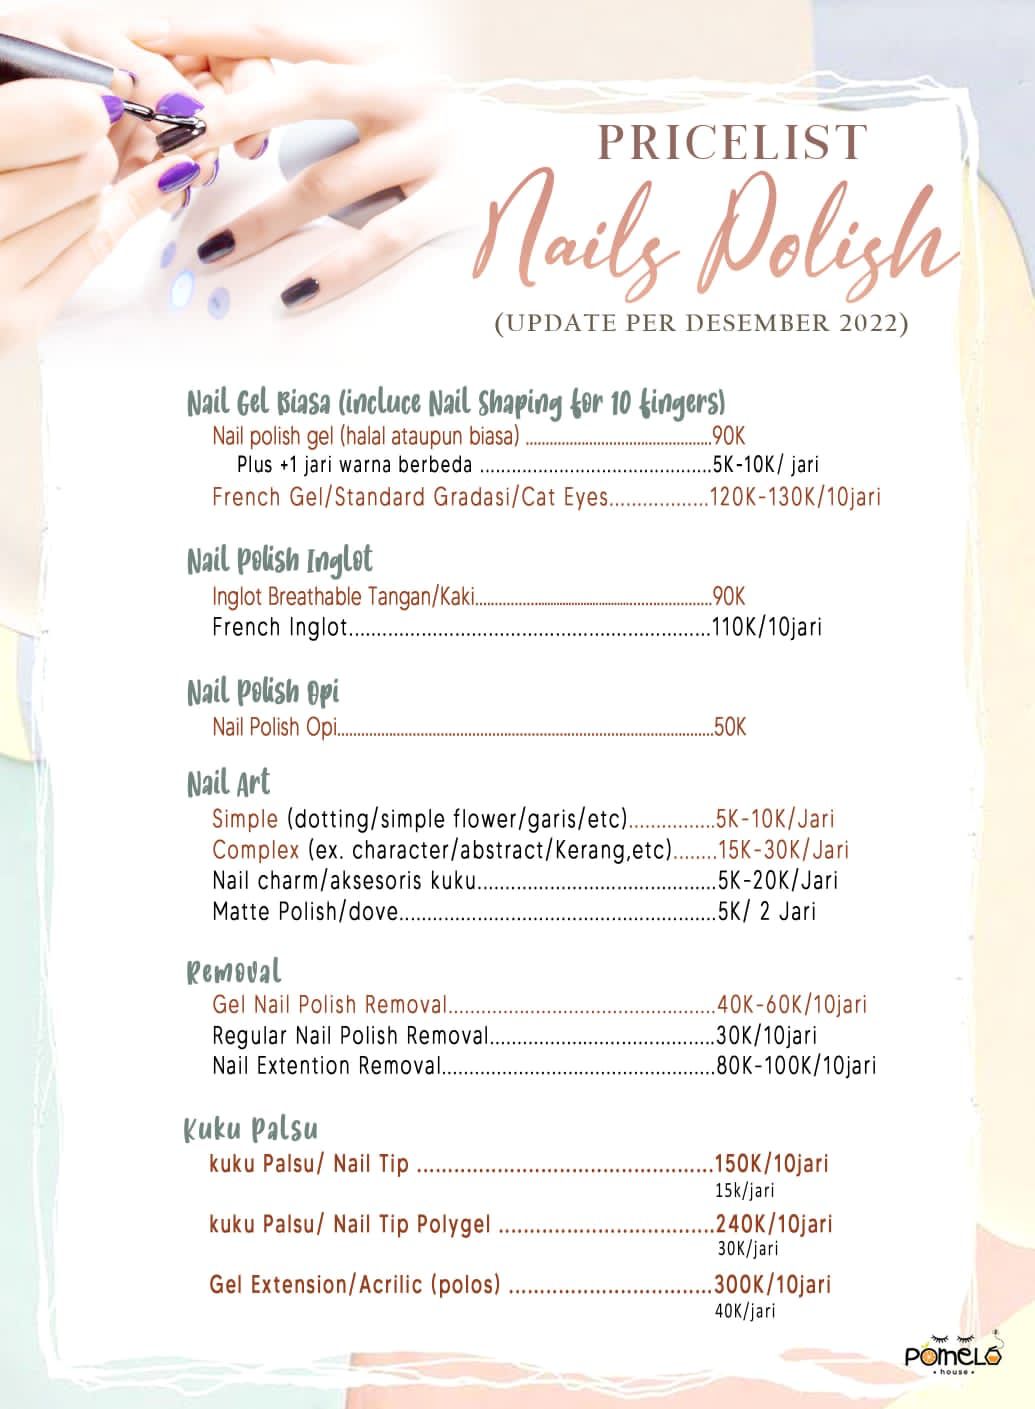 PRICELIST
Nails Polish
(UPDATE PER DESEMBER 2022)
Nail Gel Biasa (incluce Nail Shaping for 10 fingers)
Nail polish gel (halal ataupun biasa) ................................................90K
Plus +1 jari warna berbeda ............................................5K-10K/ jari
French Gel/Standard Gradasi/Cat Eyes..................120K-130K/10jari
Nail Polish Inglot
Inglot Breathable Tangan/Kaki.............................................................90K
French Inglot.................................................................110K/10jari
Nail Polish Opi
Nail Polish Opi................................................................................................50K
Nail Art
Simple (dotting/simple flower/garis/etc)................5K-10K/Jari
Complex (ex. character/abstract/Kerang,etc)........15K-30K/Jari
Nail charm/aksesoris kuku...........................................5K-20K/Jari
Matte Polish/dove.........................................................5K/ 2 Jari
Removal
Gel Nail Polish Removal.................................................40K-60K/10jari
Regular Nail Polish Removal.........................................30K/10jari
Nail Extention Removal..................................................80K-100K/10jari
Kuku Palsu
kuku Palsu/ Nail Tip ................................................150K/10jari
15k/jari
kuku Palsu/ Nail Tip Polygel ...................................240K/10jari
30K/jari
Gel Extension/Acrilic (polos) .................................300K/10jari
40K/jari
POMELO
• house •